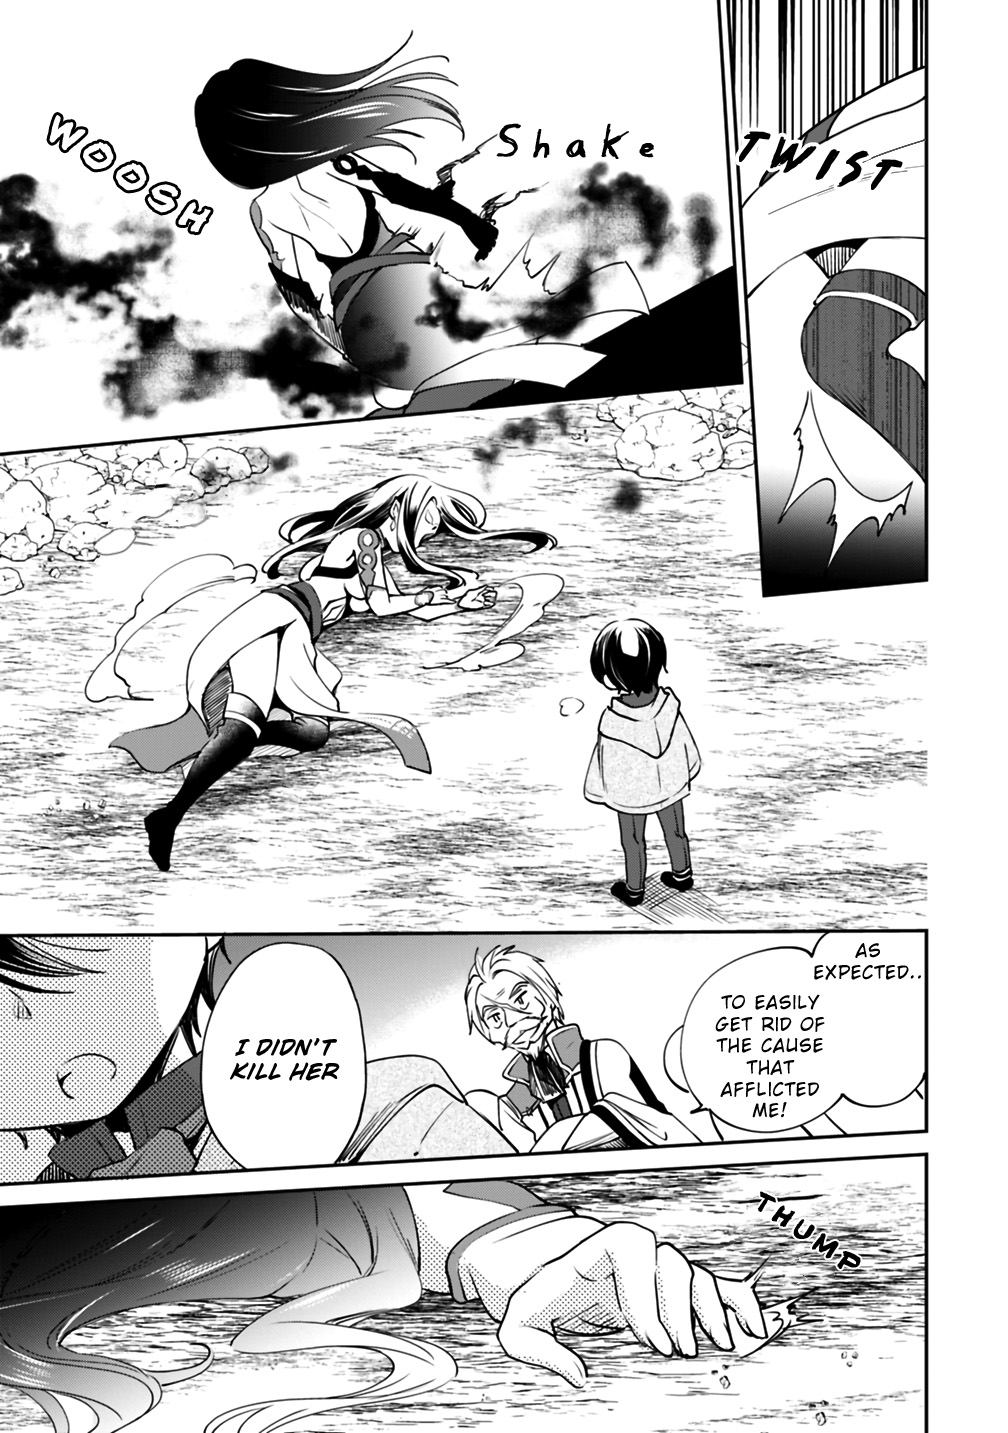 TWIST
Shake
WOOSH
AS
EXPECTED..
TO EASILY
GET RID OF
THE CAUSE
THAT
AFFLICTED
ME!
I DIDN'T
KILL HER
THUMP